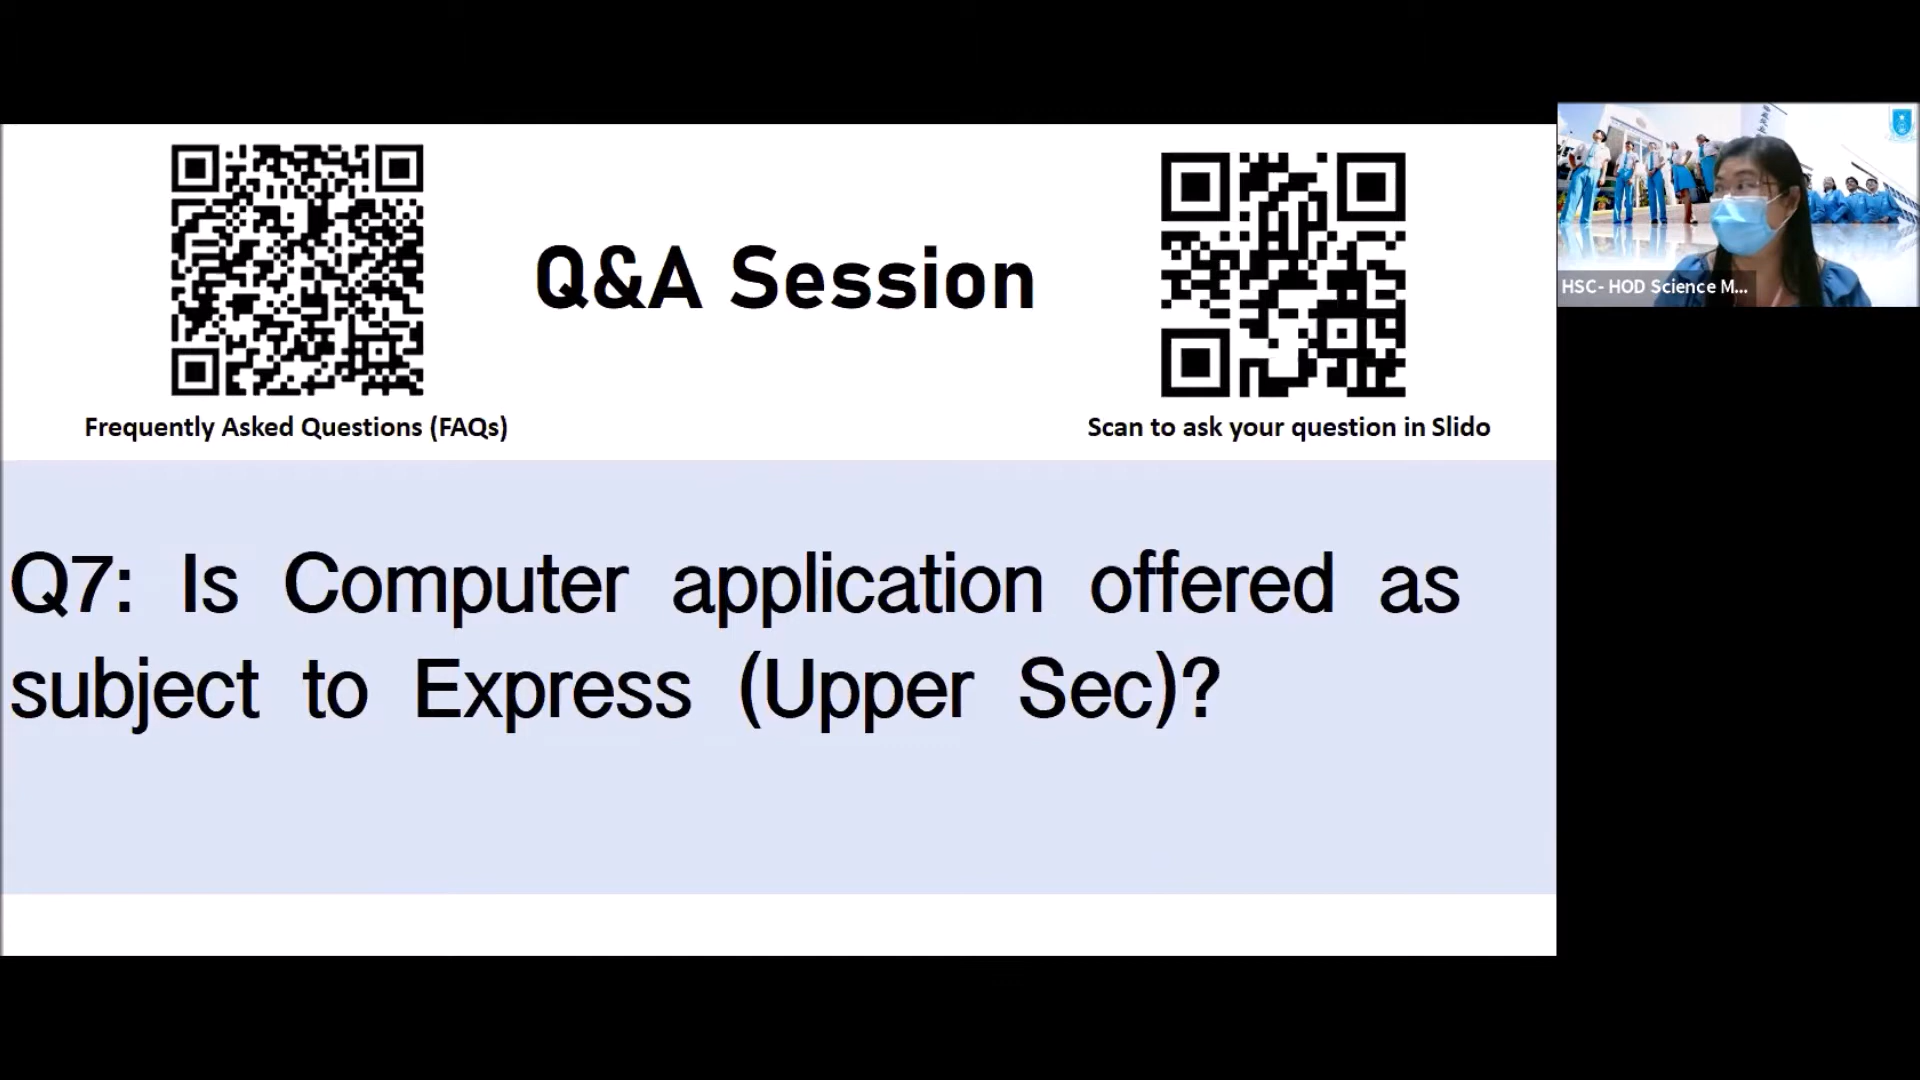 Q&A Session
Frequently Asked Questions (FAQs)
Scan to ask your question in Slido
HSC- HOD Science M...
Q7: Is Computer application offered as
subject to Express (Upper Sec)?